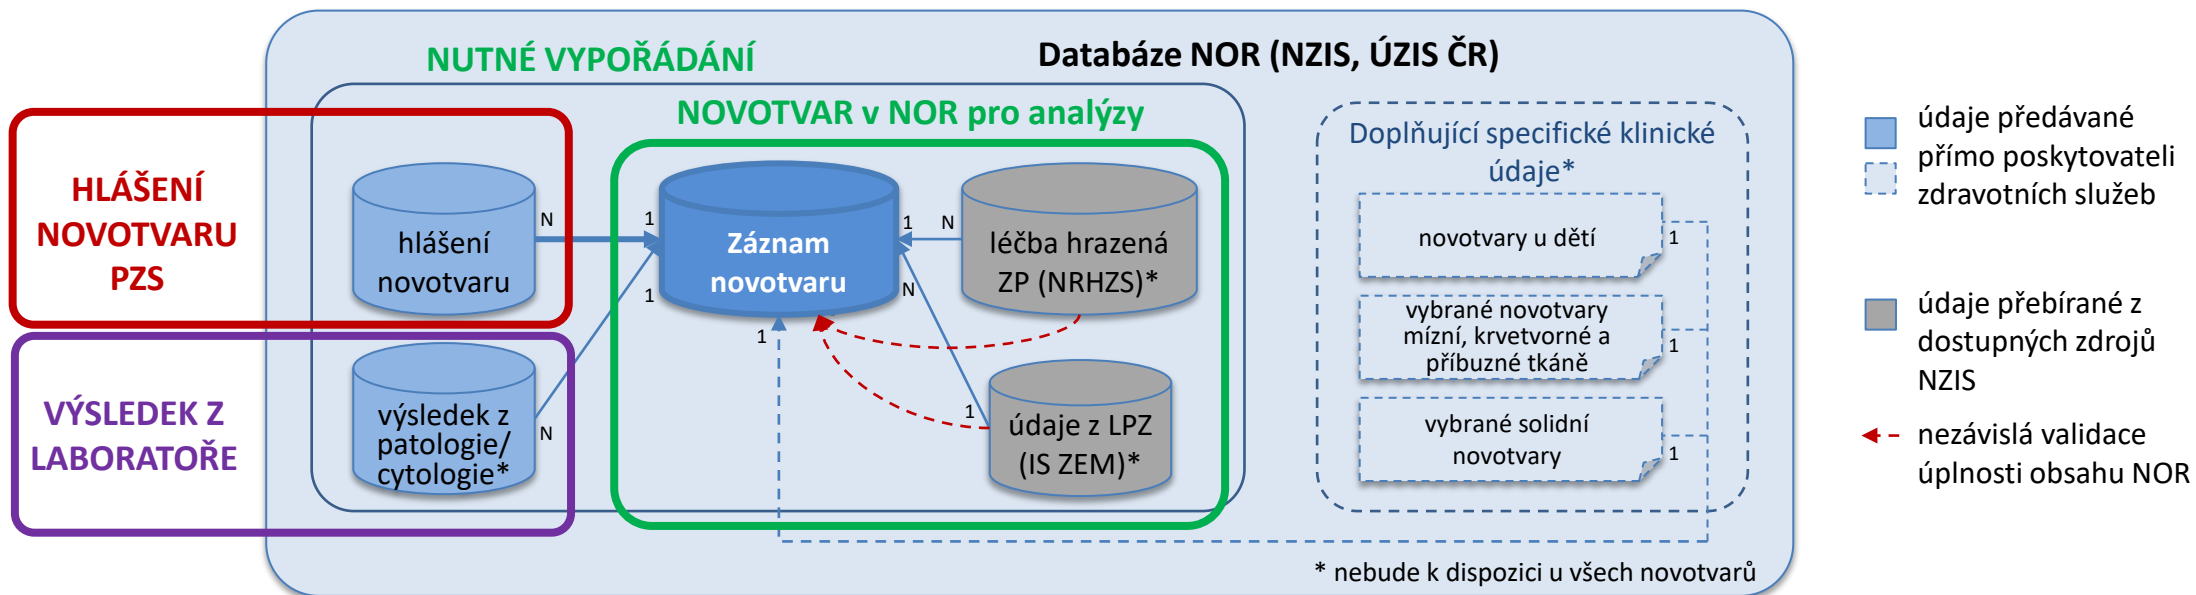 NUTNÉ VYPOŘÁDÁNÍ
Databáze NOR (NZIS, ÚZIS ČR)
NOVOTVAR v NOR pro analýzy
HLÁŠENÍ
NOVOTVARU
PZS
hlášení
novotvaru
N
1
Záznam
novotvaru
1
N
léčba hrazená
ZP (NRHZS)*
1
N
1
VÝSLEDEK Z
LABORATOŘE
výsledek z
patologie/
cytologie*
N
1
údaje z LPZ
(IS ZEM)*
Doplňující specifické klinické
údaje*
novotvary u dětí
1
vybrané novotvary
mízní, krvetvorné a
příbuzné tkáně
1
vybrané solidní
novotvary
1
* nebude k dispozici u všech novotvarů
údaje předávané
přímo poskytovateli
zdravotních služeb
údaje přebírané z
dostupných zdrojů
NZIS
nezávislá validace
úplnosti obsahu NOR